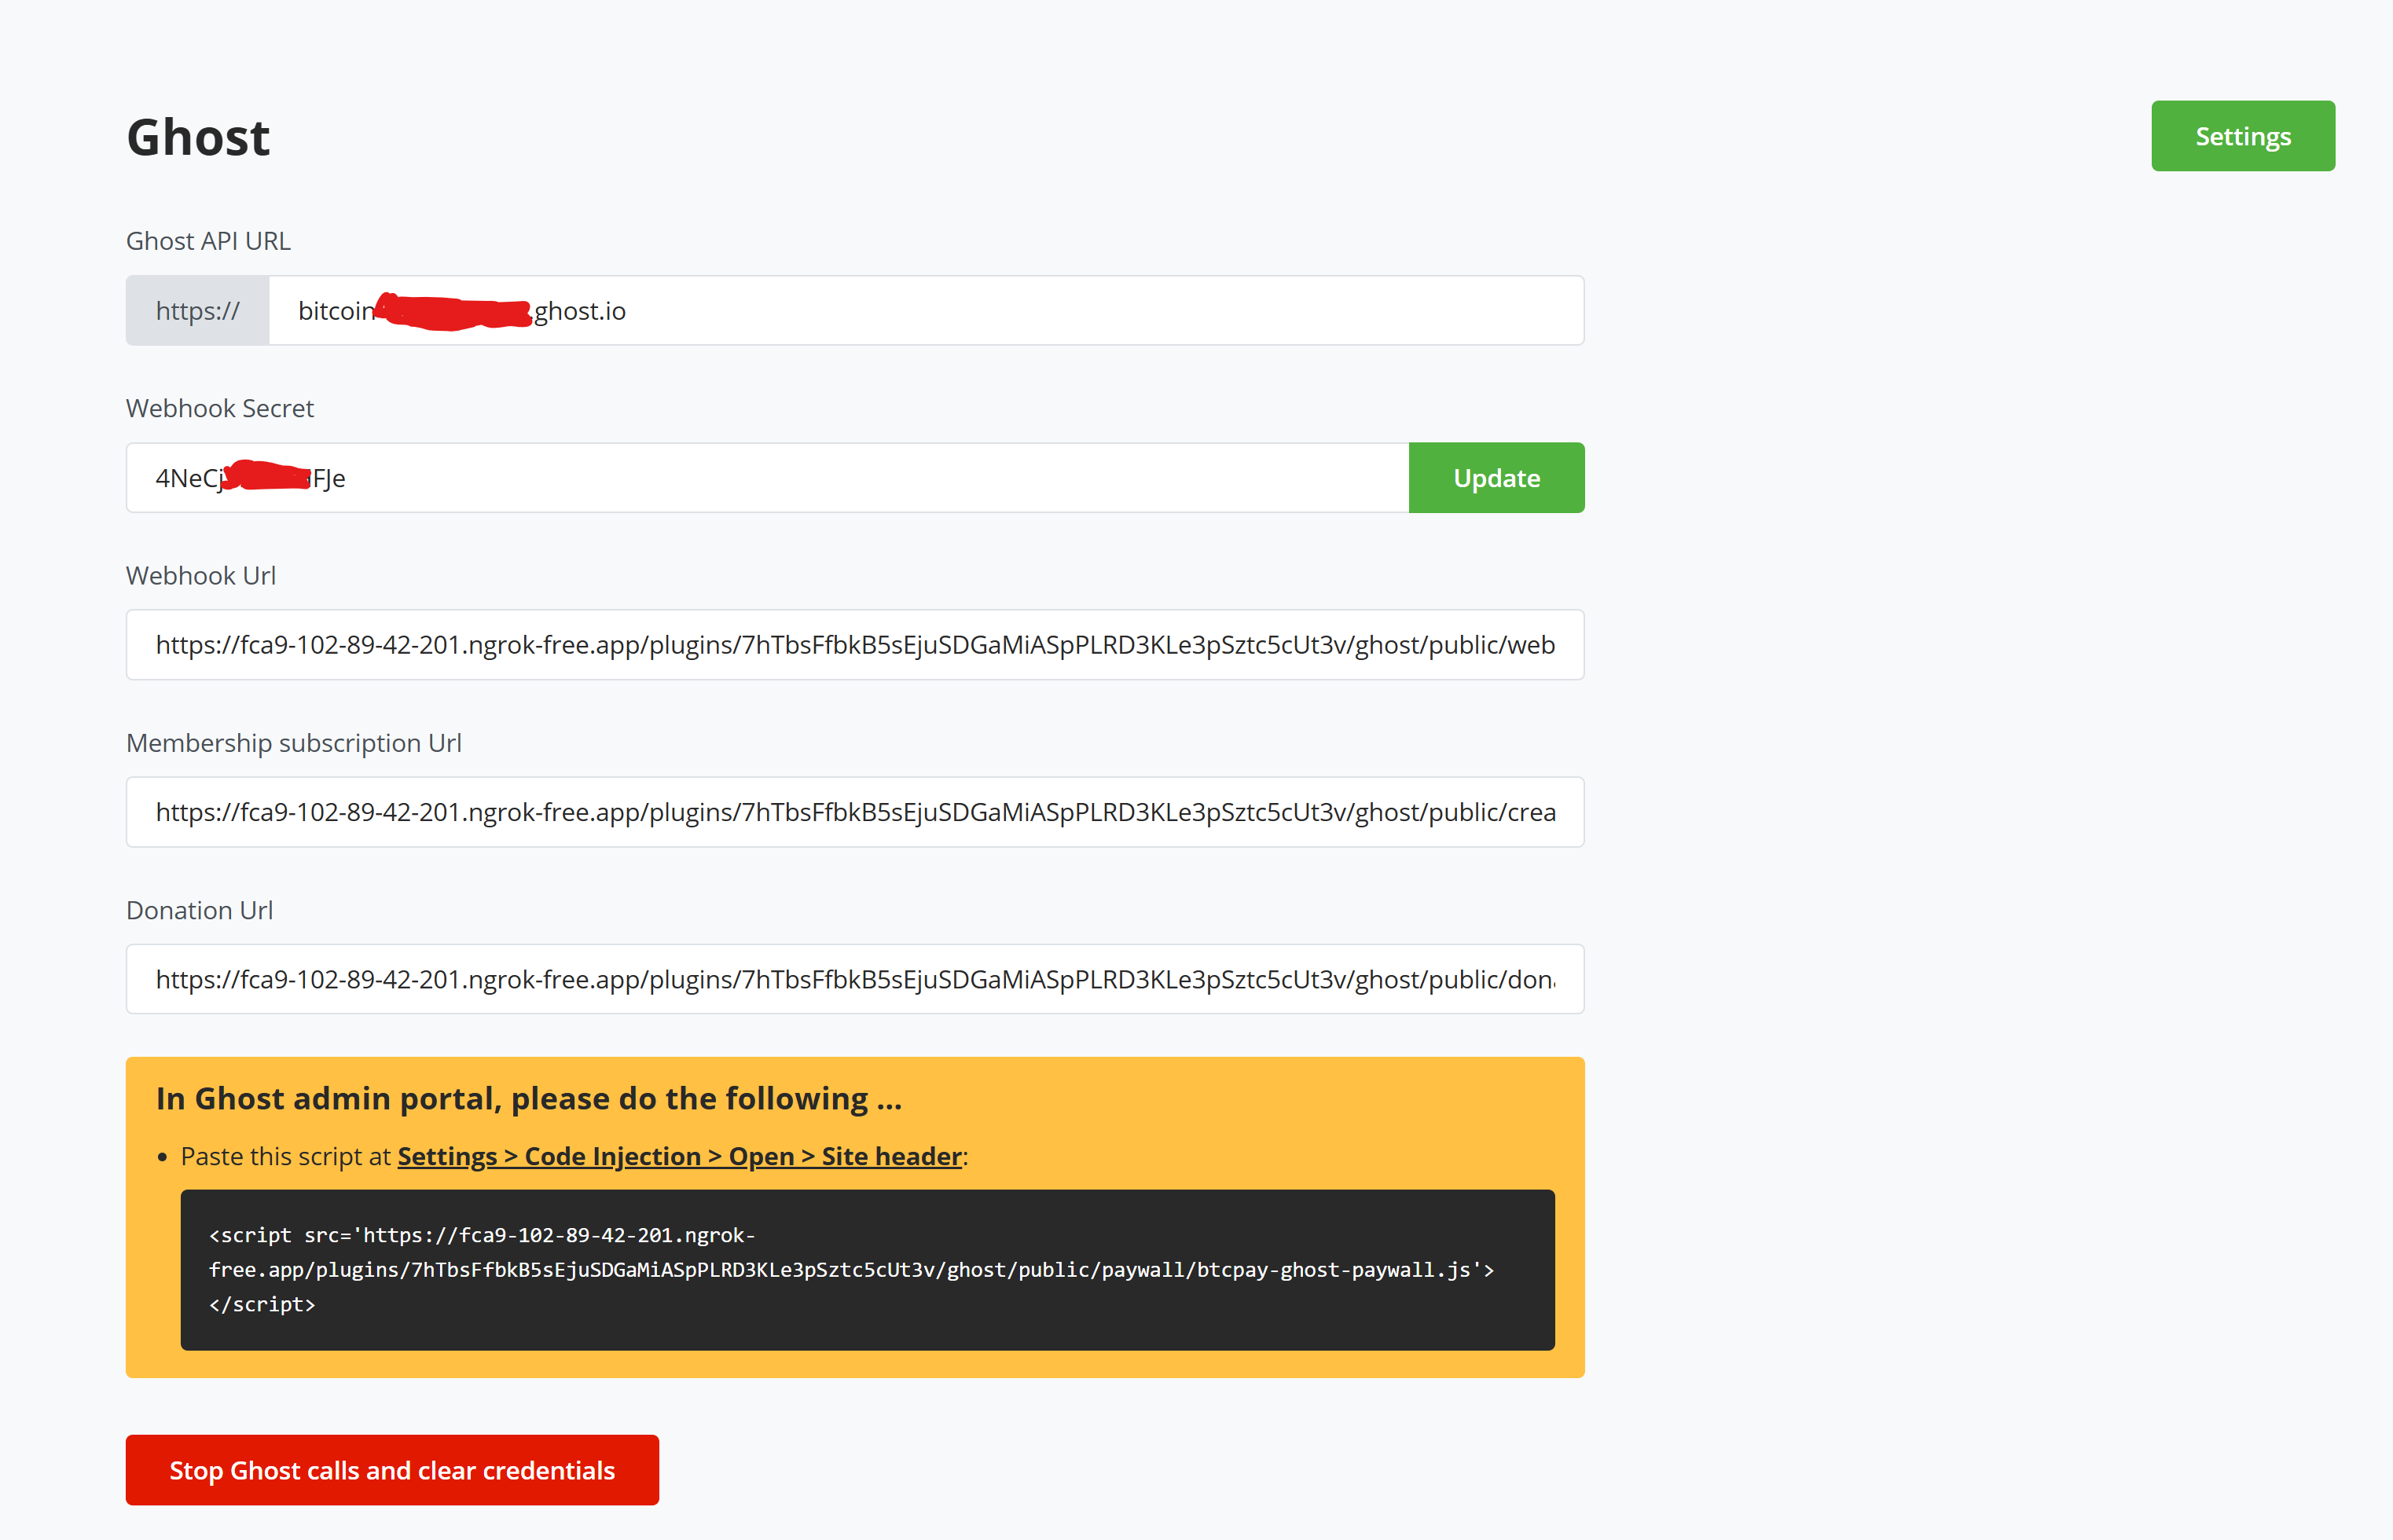 Ghost
Settings
Ghost API URL
https://
bitcoin
.ghost.io
Webhook Secret
4NeCj
FJe
Update
Webhook Url
https://fca9-102-89-42-201.ngrok-free.app/plugins/7hTbsFfbkB5sEjuSDGaMiASpPLRD3KLe3pSztc5cUt3v/ghost/public/web
Membership subscription Url
https://fca9-102-89-42-201.ngrok-free.app/plugins/7hTbsFfbkB5sEjuSDGaMiASpPLRD3KLe3pSztc5cUt3v/ghost/public/crea
Donation Url
https://fca9-102-89-42-201.ngrok-free.app/plugins/7hTbsFfbkB5sEjuSDGaMiASpPLRD3KLe3pSztc5cUt3v/ghost/public/don
In Ghost admin portal, please do the following ...
• Paste this script at Settings > Code Injection > Open > Site header:
<script src='https://fca9-102-89-42-201.ngrok-
free.app/plugins/7hTbsFfbkB5sEjuSDGaMiASpPLRD3KLe3pSztc5cUt3v/ghost/public/paywall/btcpay-ghost-paywall.js'>
</script>
Stop Ghost calls and clear credentials